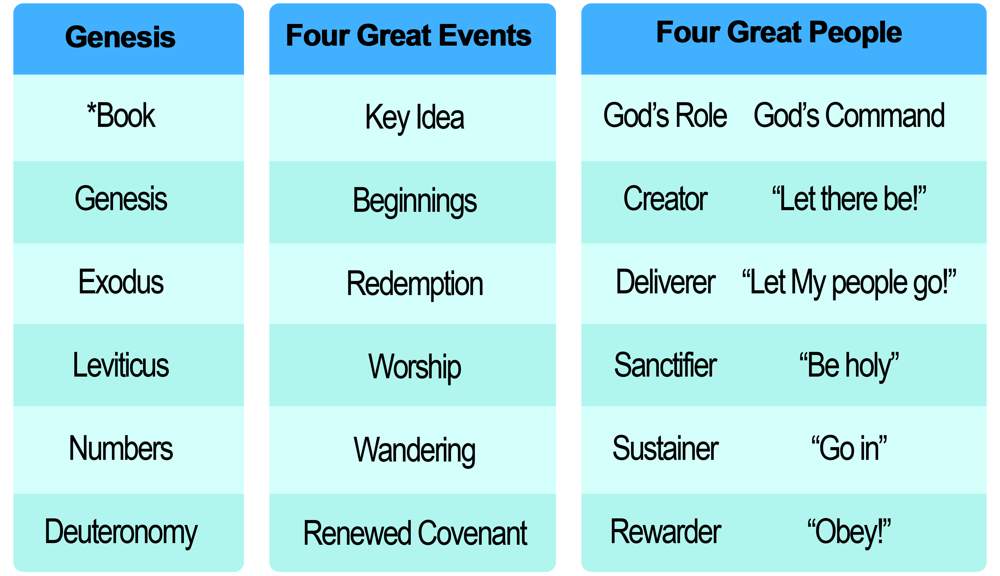 Genesis Four Great Events Four Great People
*Book Key Idea God’s Role God’s Command
Genesis Beginnings Creator “Let there be!”
Exodus Redemption Deliverer “Let My people go!”
Leviticus Worship Sanctifier “Be holy”
Numbers Wandering Sustainer “Go in”
Deuteronomy Renewed Covenant Rewarder “Obey!”